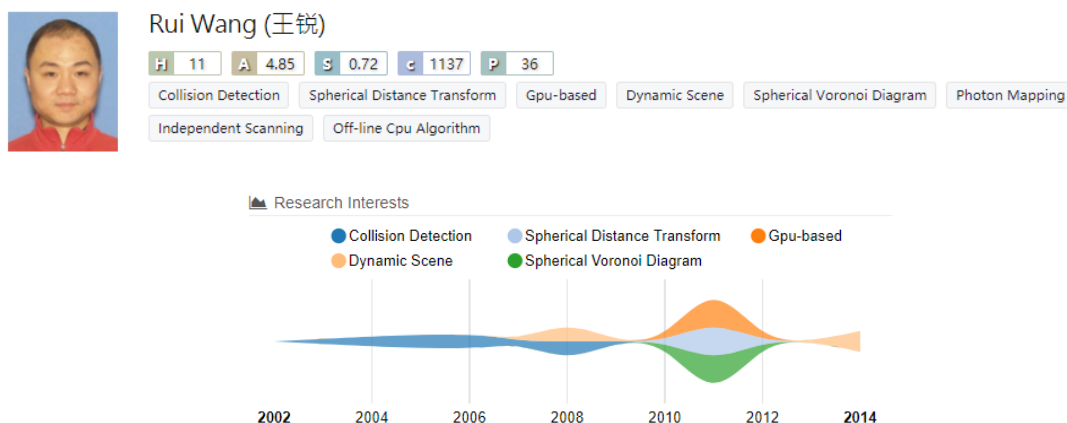 Rui Wang (王锐)
H 11 A 4.85 S 0.72 c 1137 P 36
Collision Detection Spherical Distance Transform Gpu-based Dynamic Scene Spherical Voronoi Diagram Photon Mapping
Independent Scanning Off-line Cpu Algorithm
Research Interests
Collision Detection Spherical Distance Transform Gpu-based
Dynamic Scene Spherical Voronoi Diagram
2002 2004 2006 2008 2010 2012 2014